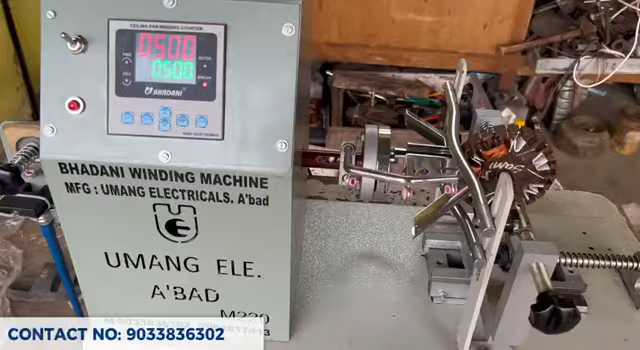 CEILING FAN WINDING COUNTER
0500
0500
BHADANI
BHADANI WINDING MACHINE
MFG : UMANG ELECTRICALS. A'bad
UMANG ELE.
A'BAD
M229
CONTACT NO: 9033836302